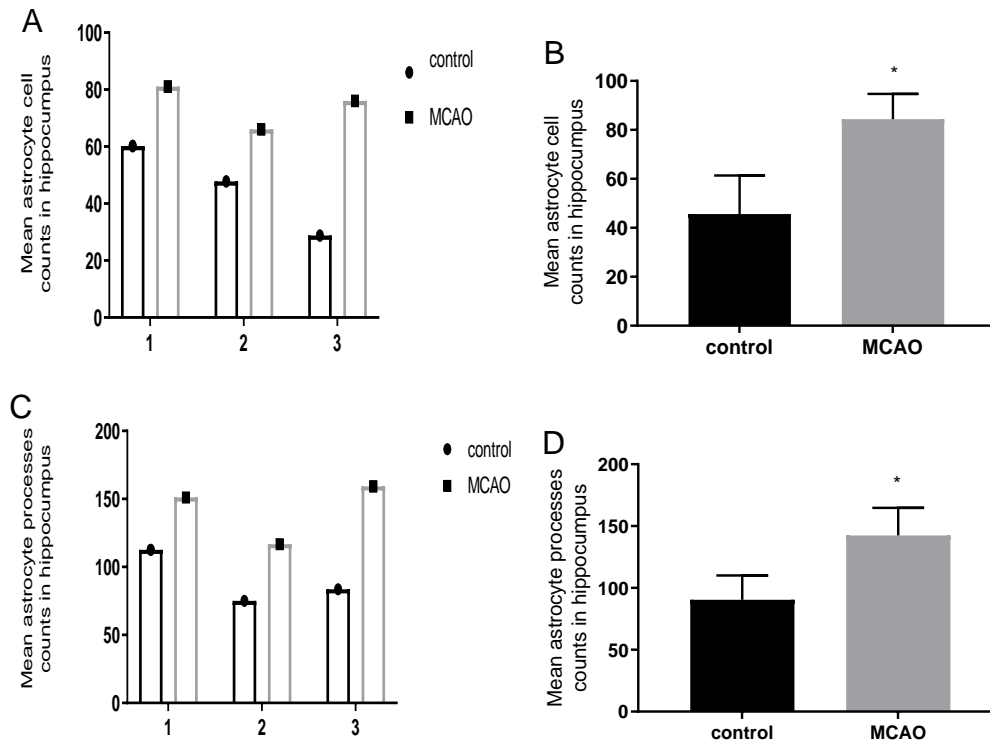 A
Mean astrocyte cell
counts in hippocumpus
100
80
60
40
20
0
1 2 3
control
MCAO
B
Mean astrocyte cell
counts in hippocumpus
100
80
60
40
20
0
*
control MCAO
C
Mean astrocyte processes
counts in hippocumpus
200
150
100
50
0
1 2 3
control
MCAO
D
Mean astrocyte processes
counts in hippocumpus
200
150
100
50
0
*
control MCAO